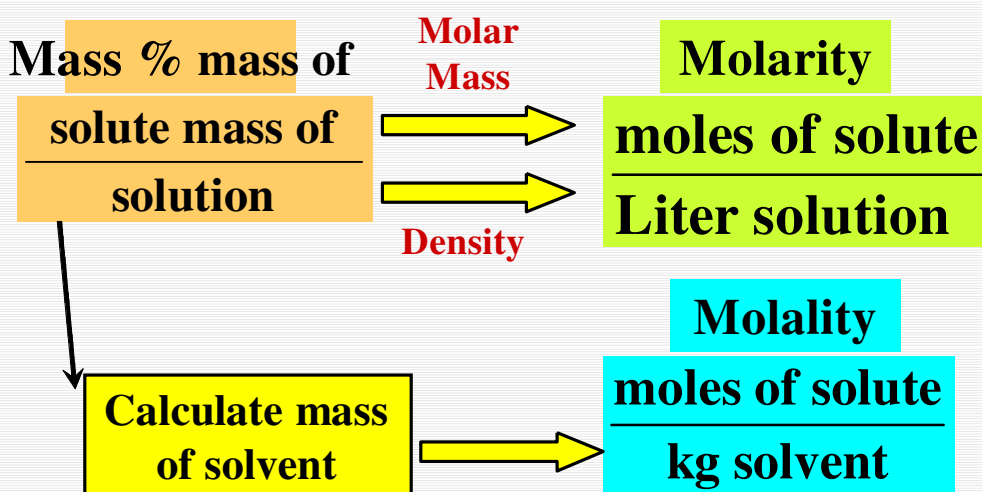 Mass % mass of
solute mass of
solution
Molar
Mass
Density
Molarity
moles of solute
Liter solution
Calculate mass
of solvent
Molality
moles of solute
kg solvent